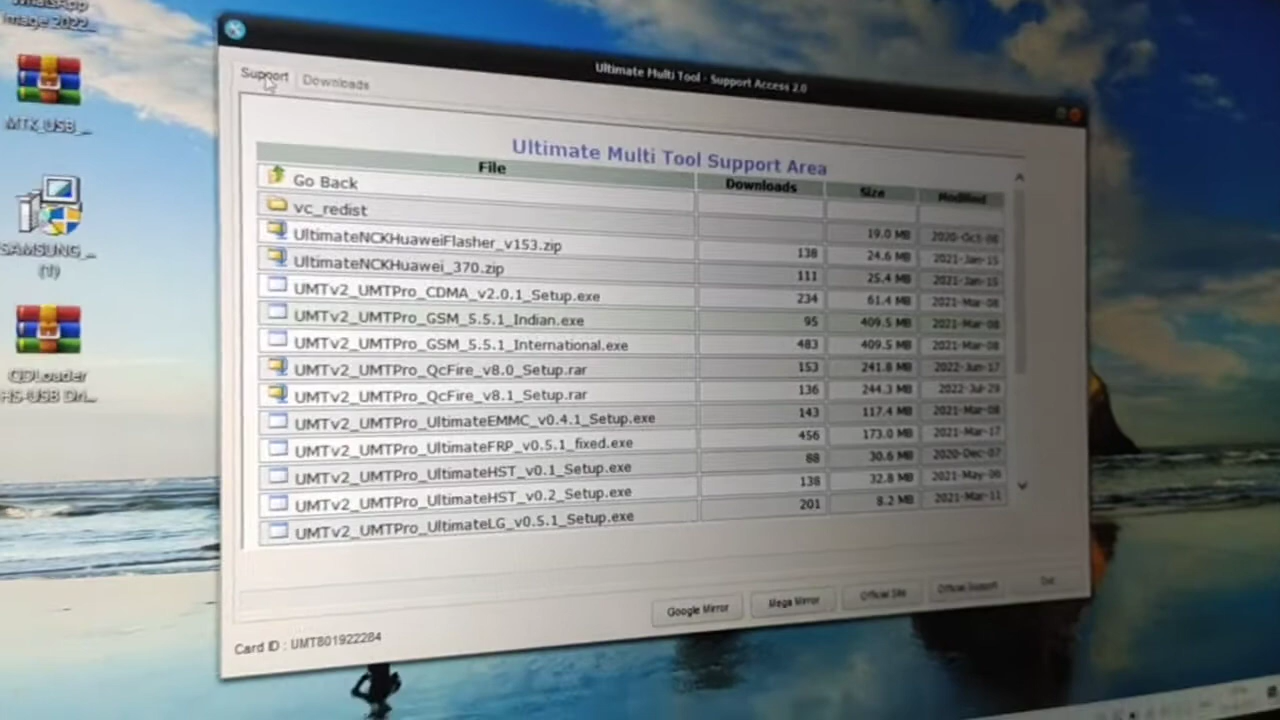 WhatsApp
Image 2022...
MTK_USB_...
SAMSUNG_...
(1)
QDLoader
HS-USB Dri...
Ultimate Multi Tool - Support Access 2.0
Support Downloads
Ultimate Multi Tool Support Area
File Downloads Size Modified
Go Back
vc_redist
UltimateNCKHuaweiFlasher_v153.zip 138 19.0 MB 2020-Oct-08
UltimateNCKHuawei_370.zip 111 24.6 MB 2021-Jan-15
UMTv2_UMTPro_CDMA_v2.0.1_Setup.exe 234 25.4 MB 2021-Jan-15
UMTv2_UMTPro_GSM_5.5.1_Indian.exe 95 61.4 MB 2021-Mar-08
UMTv2_UMTPro_GSM_5.5.1_International.exe 483 409.5 MB 2021-Mar-08
UMTv2_UMTPro_QcFire_v8.0_Setup.rar 153 409.5 MB 2021-Mar-08
UMTv2_UMTPro_QcFire_v8.1_Setup.rar 136 241.8 MB 2022-Jun-17
UMTv2_UMTPro_UltimateEMMC_v0.4.1_Setup.exe 143 244.3 MB 2022-Jul-29
UMTv2_UMTPro_UltimateFRP_v0.5.1_fixed.exe 456 117.4 MB 2021-Mar-08
UMTv2_UMTPro_UltimateHST_v0.1_Setup.exe 88 173.0 MB 2021-Mar-17
UMTv2_UMTPro_UltimateHST_v0.2_Setup.exe 138 30.6 MB 2020-Dec-07
UMTv2_UMTPro_UltimateLG_v0.5.1_Setup.exe 201 32.8 MB 2021-May-06
8.2 MB 2021-Mar-11
Google Mirror Mega Mirror Official Site Official Support
Card ID : UMT801922284